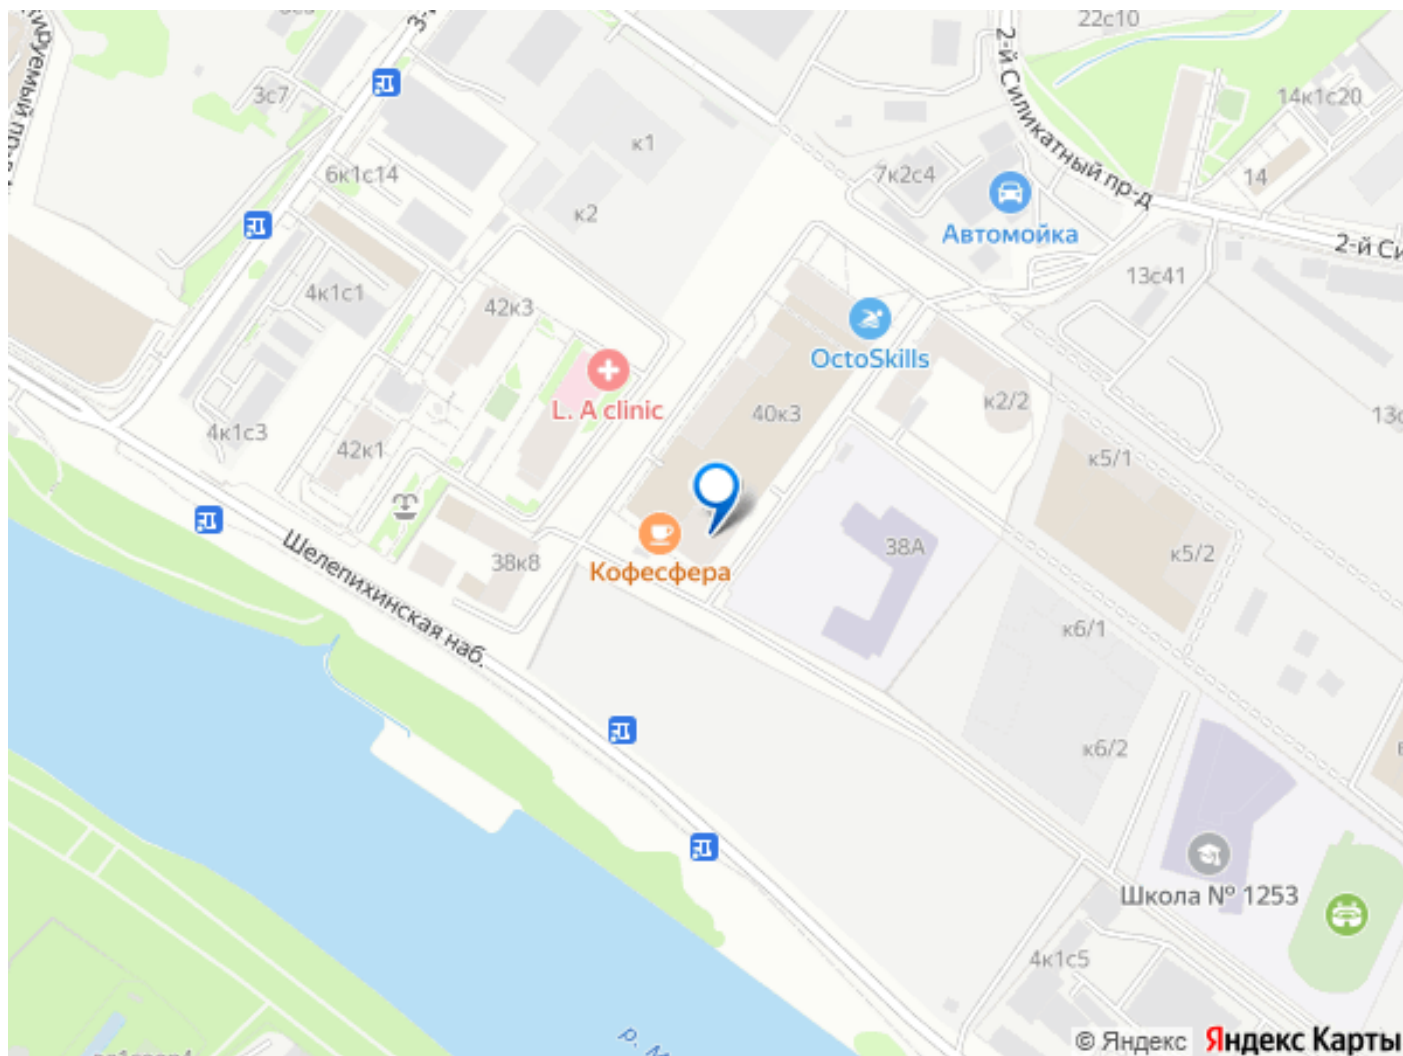 22с10
2-й Силикатный пр-д
14к1с20
3с7
к1
6к1с14
7к2с4
14
к2
Автомойка
2-й Си
13с41
4к1с1
42к3
OctoSkills
L. A clinic
40к3
к2/2
4к1с3
42к1
к5/1
38к8
38А
к5/2
Кофесфера
Шелепихинская наб.
к6/1
к6/2
Школа № 1253
4к1с5
р. М
© Яндекс
Яндекс Карты